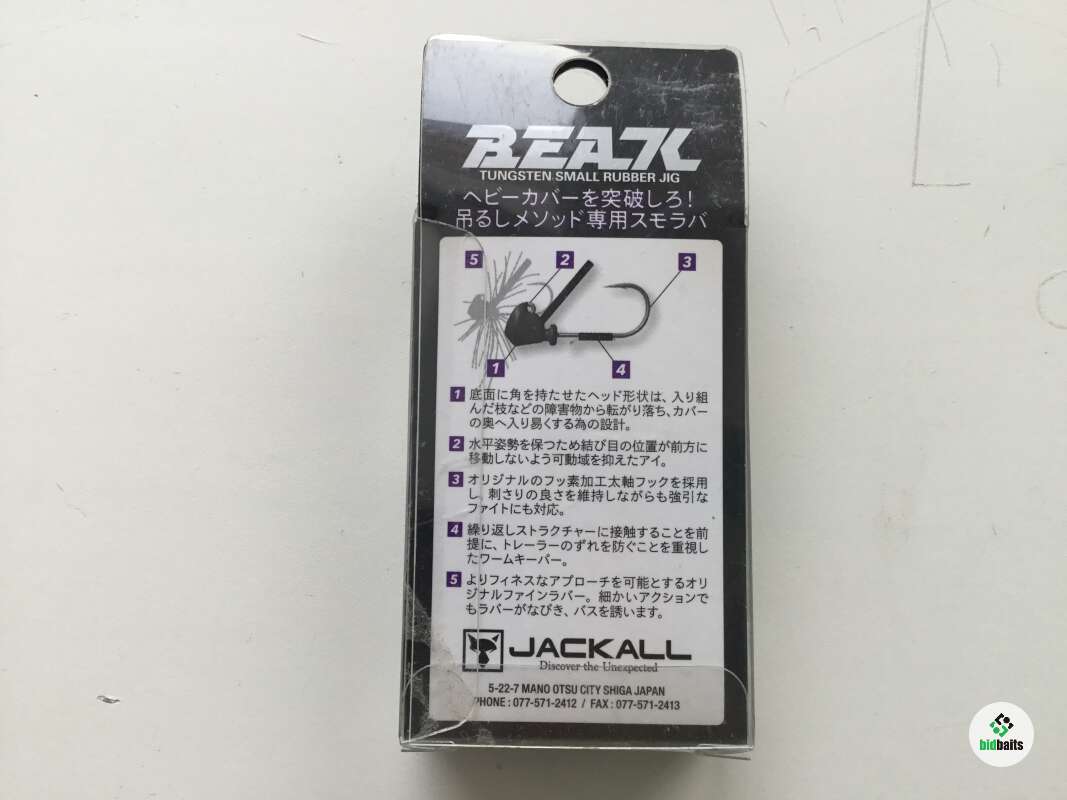 BEAK
TUNGSTEN SMALL RUBBER JIG
ヘビーカバーを突破しろ!
吊るしメソッド専用スモラバ
5
2
3
1
4
1 底面に角を持たせたヘッド形状は、入り組
んだ枝などの障害物から転がり落ち、カバー
の奥へ入り易くする為の設計。
2 水平姿勢を保つため結び目の位置が前方に
移動しないよう可動域を抑えたアイ。
3 オリジナルのフッ素加工太軸フックを採用
し、刺さりの良さを維持しながらも強引な
ファイトにも対応。
4 繰り返しストラクチャーに接触することを前
提に、トレーラーのずれを防ぐことを重視し
たワームキーパー。
5 よりフィネスなアプローチを可能とするオリ
ジナルファインラバー。細かいアクションで
もラバーがなびき、バスを誘います。
JACKALL
Discover the Unexpected
5-22-7 MANO OTSU CITY SHIGA JAPAN
PHONE : 077-571-2412 / FAX : 077-571-2413
bidbaits